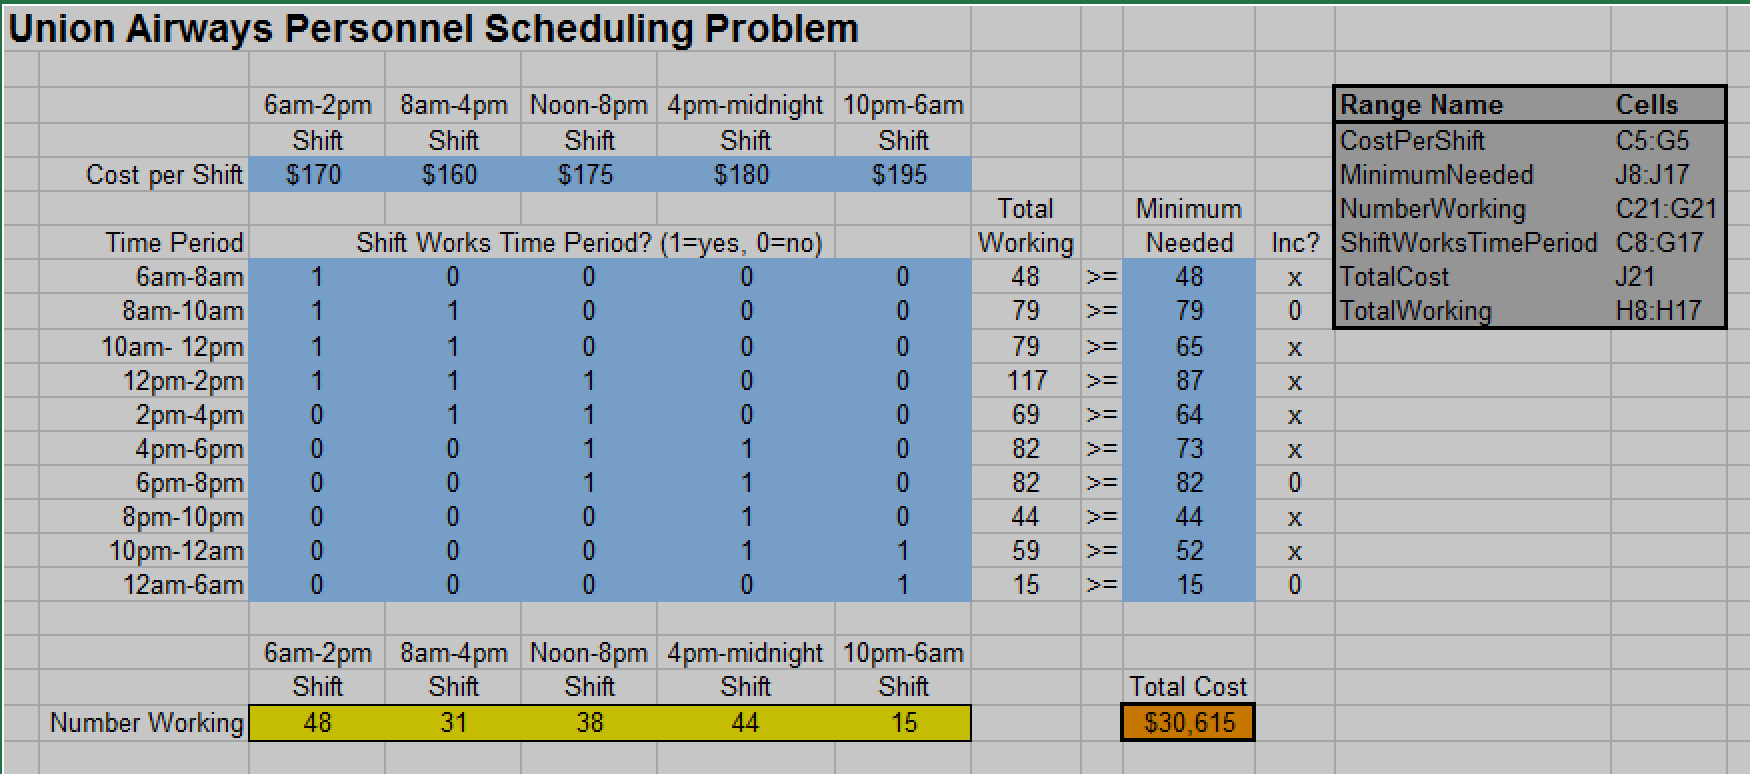 Union Airways Personnel Scheduling Problem
6am-2pm 8am-4pm Noon-8pm 4pm-midnight 10pm-6am Range Name Cells
Shift Shift Shift Shift Shift CostPerShift C5:G5
Cost per Shift $170 $160 $175 $180 $195 MinimumNeeded J8:J17
Total Minimum NumberWorking C21:G21
Time Period Shift Works Time Period? (1=yes, 0=no) Working Needed Inc? ShiftWorksTimePeriod C8:G17
6am-8am 1 0 0 0 0 48 >= 48 x TotalCost J21
8am-10am 1 1 0 0 0 79 >= 79 0 TotalWorking H8:H17
10am- 12pm 1 1 0 0 0 79 >= 65 x
12pm-2pm 1 1 1 0 0 117 >= 87 x
2pm-4pm 0 1 1 0 0 69 >= 64 x
4pm-6pm 0 0 1 1 0 82 >= 73 x
6pm-8pm 0 0 1 1 0 82 >= 82 0
8pm-10pm 0 0 0 1 0 44 >= 44 x
10pm-12am 0 0 0 1 1 59 >= 52 x
12am-6am 0 0 0 0 1 15 >= 15 0
6am-2pm 8am-4pm Noon-8pm 4pm-midnight 10pm-6am
Shift Shift Shift Shift Shift Total Cost
Number Working 48 31 38 44 15 $30,615